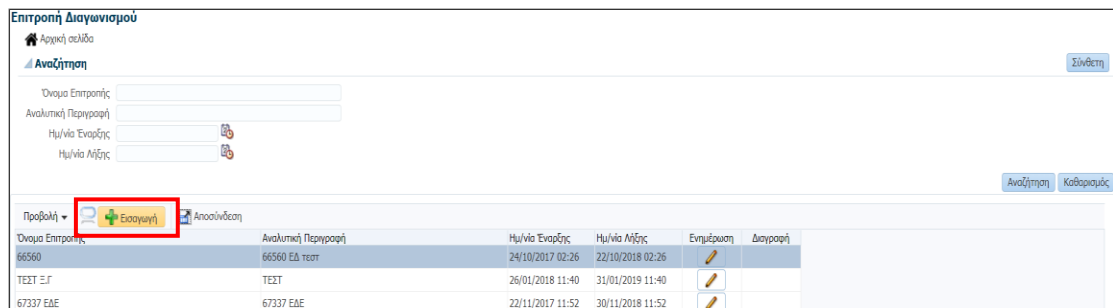 Επιτροπή Διαγωνισμού
Αρχική σελίδα
Αναζήτηση Σύνθετη
Όνομα Επιτροπής
Αναλυτική Περιγραφή
Ημ/νία Έναρξης
Ημ/νία Λήξης
Αναζήτηση Καθαρισμός
Προβολή Εισαγωγή Αποσύνδεση
Όνομα Επιτροπής Αναλυτική Περιγραφή Ημ/νία Έναρξης Ημ/νία Λήξης Ενημέρωση Διαγραφή
66560 66560 ΕΔ τεστ 24/10/2017 02:26 22/10/2018 02:26
ΤΕΣΤ Ξ.Γ ΤΕΣΤ 26/01/2018 11:40 31/01/2019 11:40
67337 ΕΔΕ 67337 ΕΔΕ 22/11/2017 11:52 30/11/2018 11:52